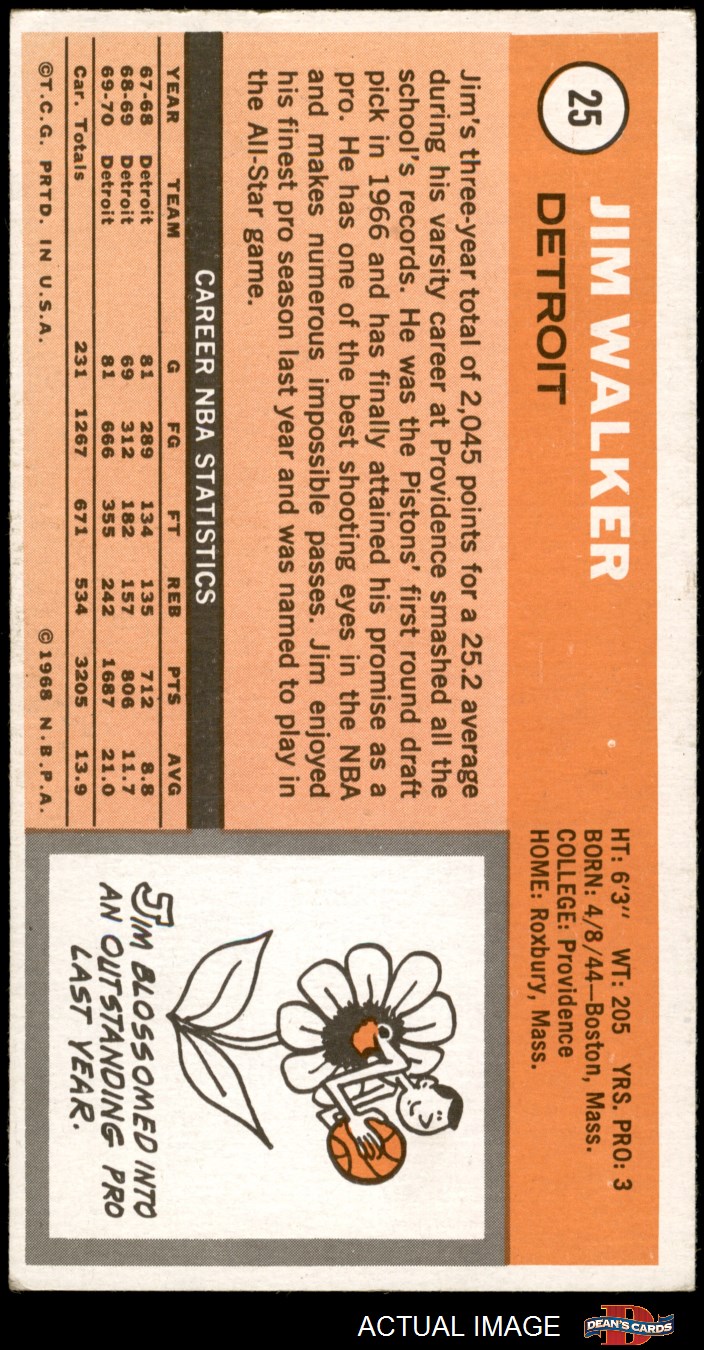 25
JIM WALKER
DETROIT
HT: 6'3" WT: 205 YRS. PRO: 3
BORN: 4/8/44—Boston, Mass.
COLLEGE: Providence
HOME: Roxbury, Mass.
Jim's three-year total of 2,045 points for a 25.2 average
during his varsity career at Providence smashed all the
school's records. He was the Pistons' first round draft
pick in 1966 and has finally attained his promise as a
pro. He has one of the best shooting eyes in the NBA
and makes numerous impossible passes. Jim enjoyed
his finest pro season last year and was named to play in
the All-Star game.
CAREER NBA STATISTICS
YEAR TEAM G FG FT REB PTS AVG
67-68 Detroit 81 289 134 135 712 8.8
68-69 Detroit 69 312 182 157 806 11.7
69-70 Detroit 81 666 355 242 1687 21.0
Car. Totals 231 1267 671 534 3205 13.9
©T.C.G. PRTD. IN U.S.A. ©1968 N.B.P.A.
JIM BLOSSOMED INTO
AN OUTSTANDING PRO
LAST YEAR.
ACTUAL IMAGE
DEAN'S CARDS